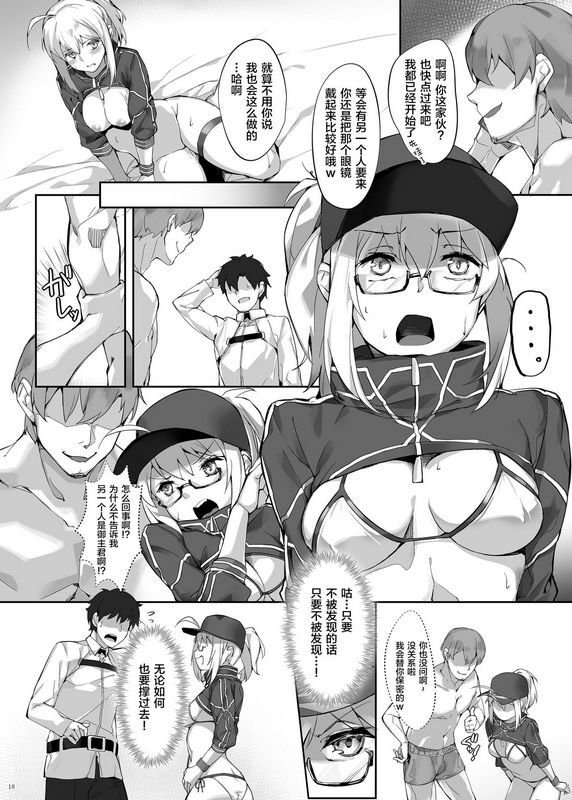 啊啊 你这家伙?
也快点过来吧
我都已经开始了
就算不用你说
我也会这么做的
…哈啊
等会有另一个人要来
你还是把那个眼镜
戴起来比较好哦w
ガバッ
・・・・
怎么回事啊!?
为什么不告诉我
另一个人是御主君啊!?
你也没问啊~
没关系啦
我会替你保密的w
咕…只要
不被发现的话
只要不被发现…!
无论如何
也要撑过去!
18